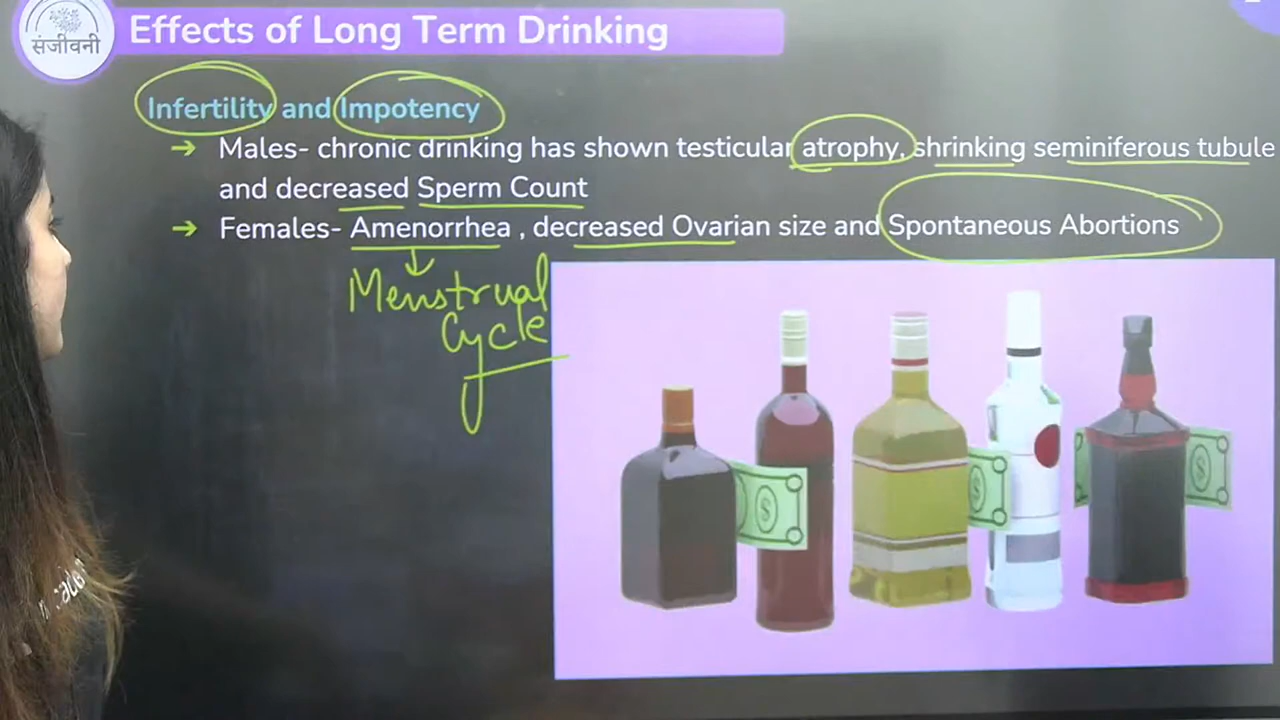 संजीवनी
Effects of Long Term Drinking
Infertility and Impotency
➔ Males- chronic drinking has shown testicular atrophy, shrinking seminiferous tubule
and decreased Sperm Count
➔ Females- Amenorrhea , decreased Ovarian size and Spontaneous Abortions
Menstrual
Cycle